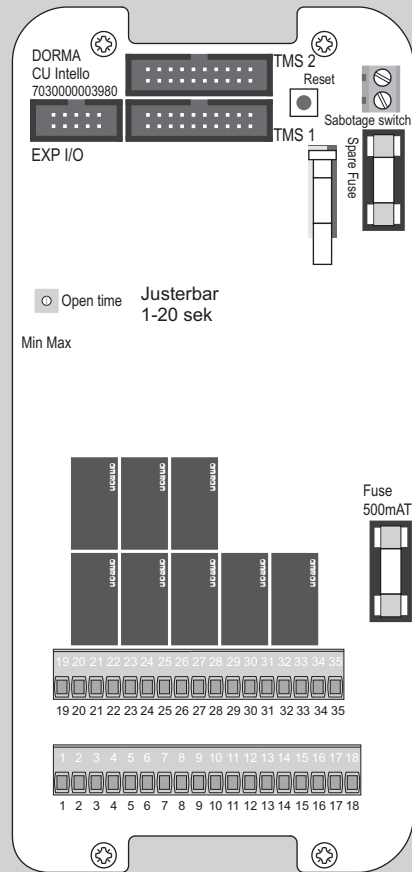 DORMA
CU Intello
7030000003980
TMS 2
Reset
Sabotage switch
TMS 1
EXP I/O
Spare Fuse
Open time
Justerbar
1-20 sek
Min Max
omron omron omron
Fuse
500mAT
omron omron omron omron omron
19 20 21 22 23 24 25 26 27 28 29 30 31 32 33 34 35
19 20 21 22 23 24 25 26 27 28 29 30 31 32 33 34 35
1 2 3 4 5 6 7 8 9 10 11 12 13 14 15 16 17 18
1 2 3 4 5 6 7 8 9 10 11 12 13 14 15 16 17 18